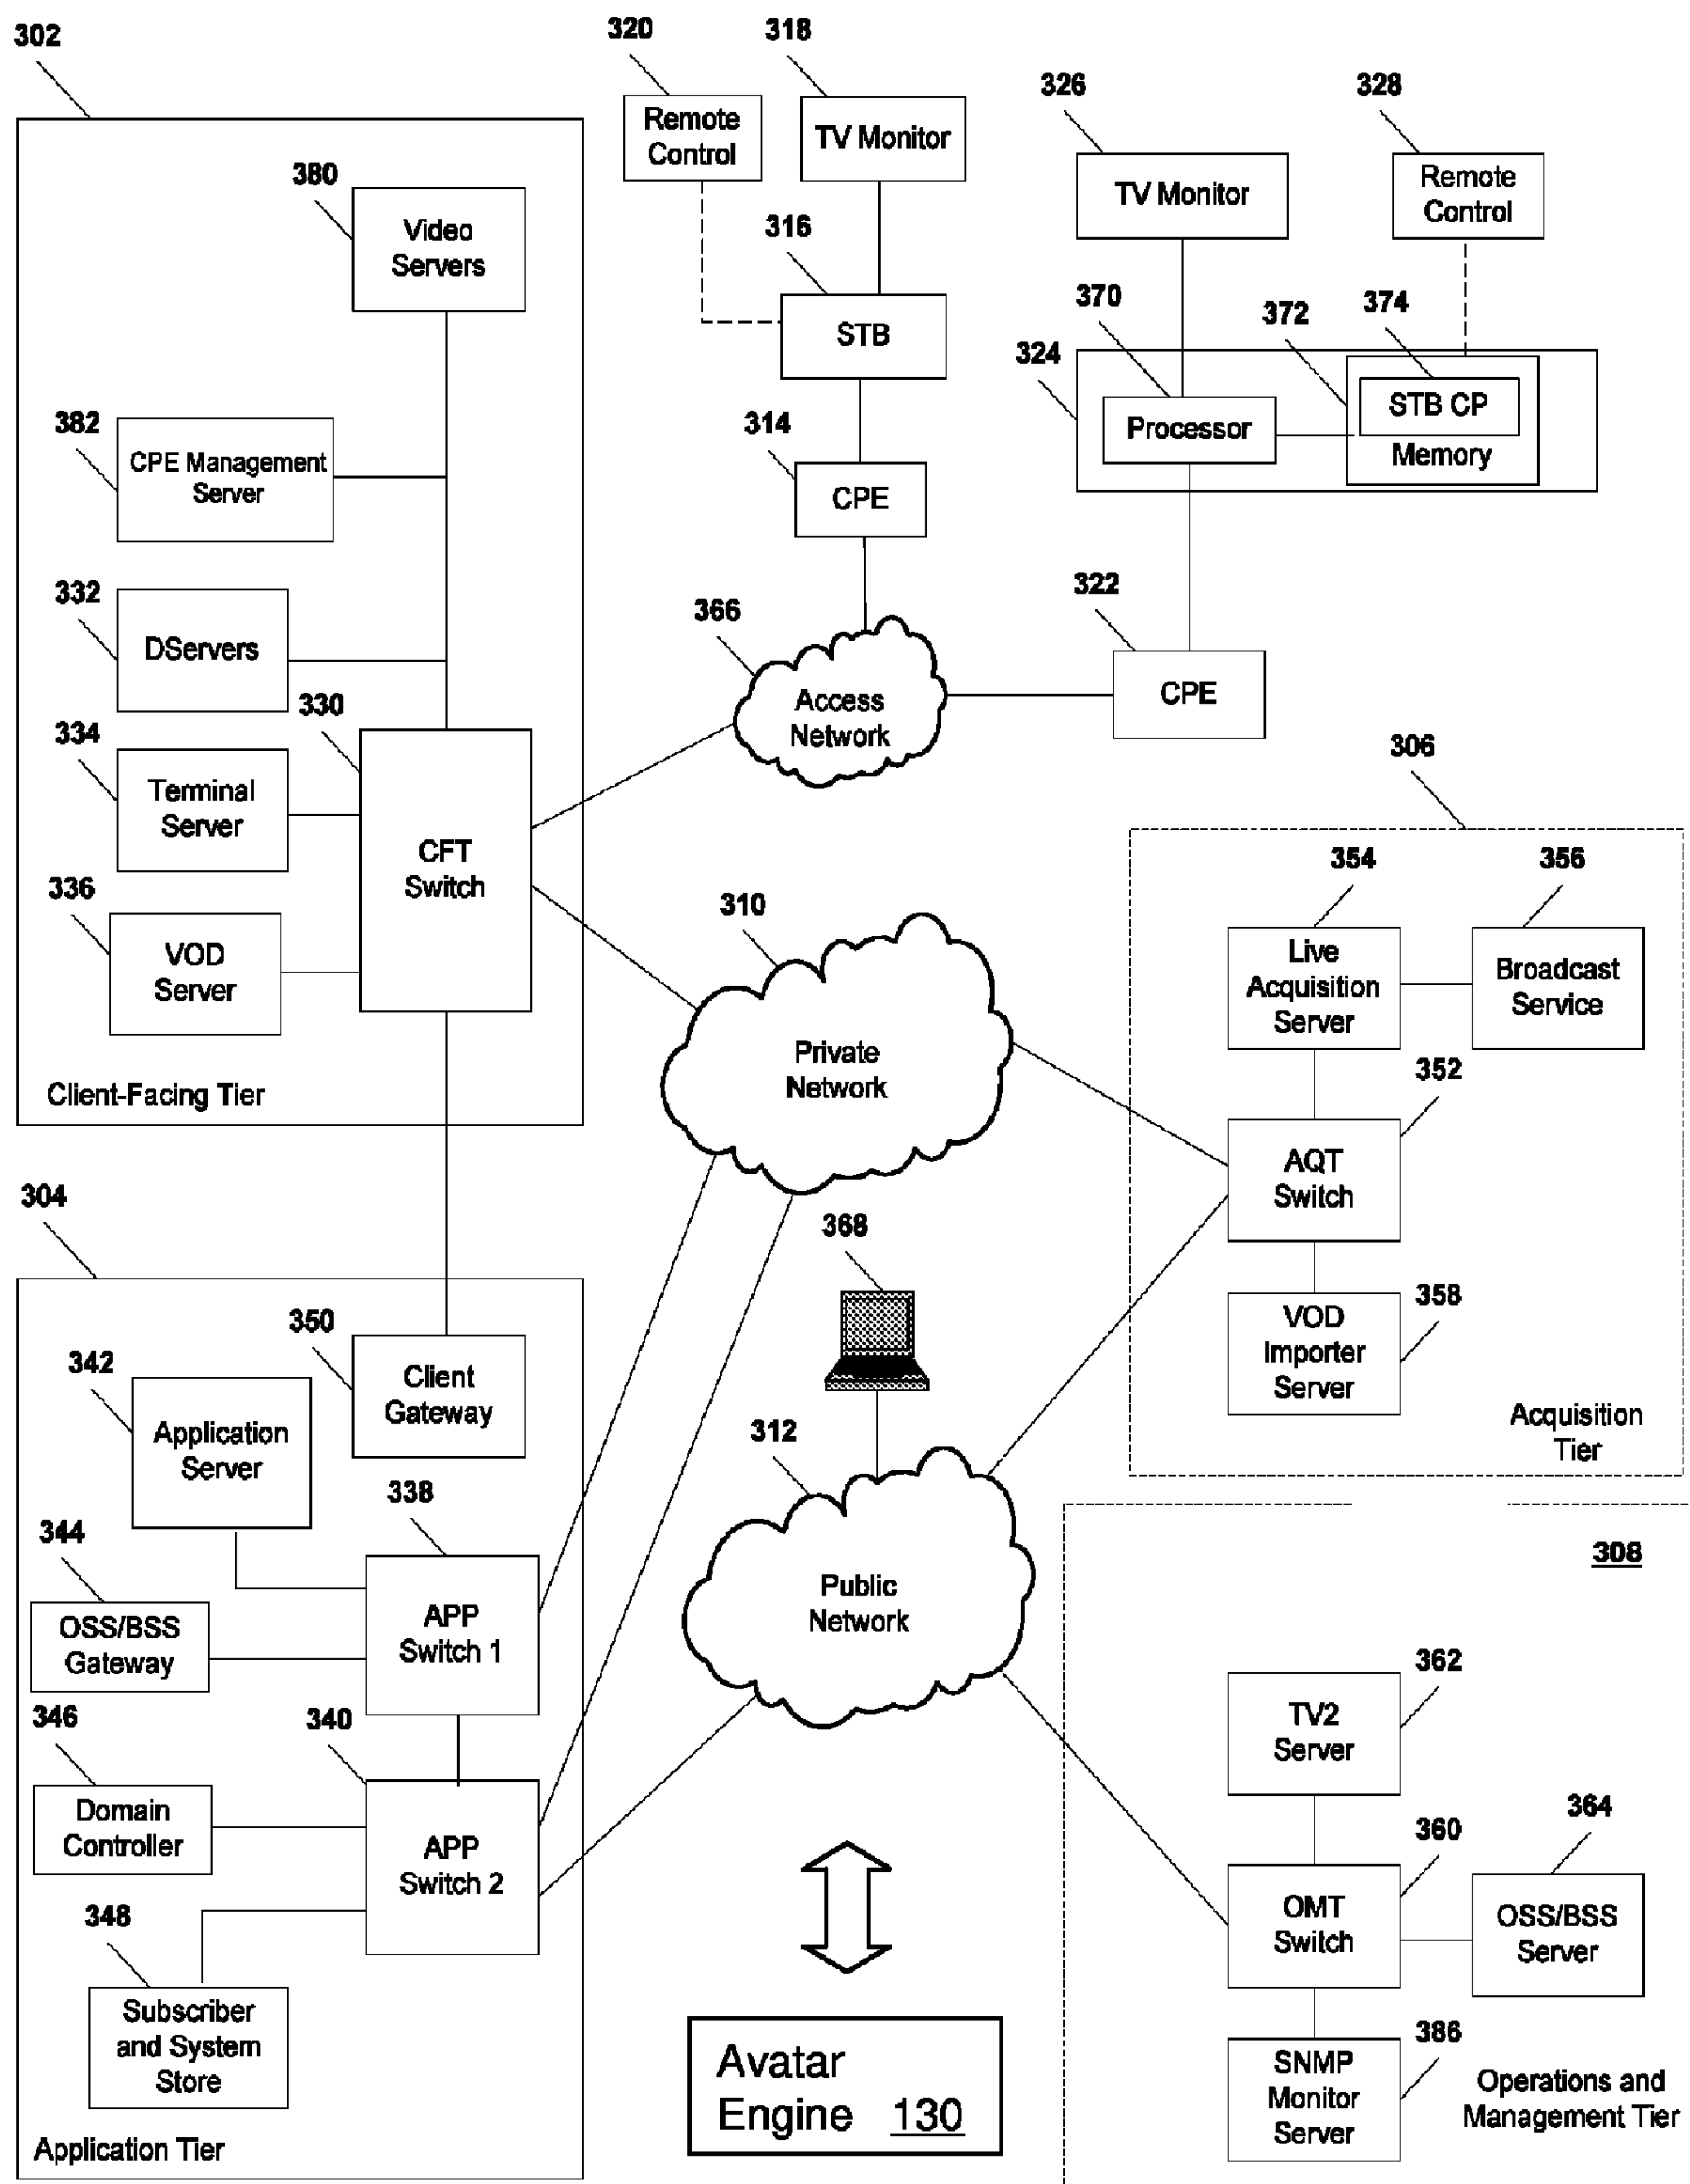 302
320
318
326
328
Remote
Control
TV Monitor
TV Monitor
Remote
Control
380
Video
Servers
316
STB
370
372
374
324
STB CP
Processor
Memory
382
CPE Management
Server
314
CPE
332
DServers
366
322
Access
Network
CPE
330
334
Terminal
Server
306
CFT
Switch
336
VOD
Server
310
354
356
Live
Acquisition
Server
Broadcast
Service
Private
Network
352
Client-Facing Tier
AQT
Switch
304
368
350
358
VOD
Importer
Server
342
Client
Gateway
Application
Server
312
Acquisition
Tier
338
344
308
OSS/BSS
Gateway
APP
Switch 1
Public
Network
362
TV2
Server
346
340
Domain
Controller
APP
Switch 2
360
364
348
OMT
Switch
OSS/BSS
Server
Subscriber
and System
Store
386
SNMP
Monitor
Server
Avatar
Engine 130
Operations and
Management Tier
Application Tier